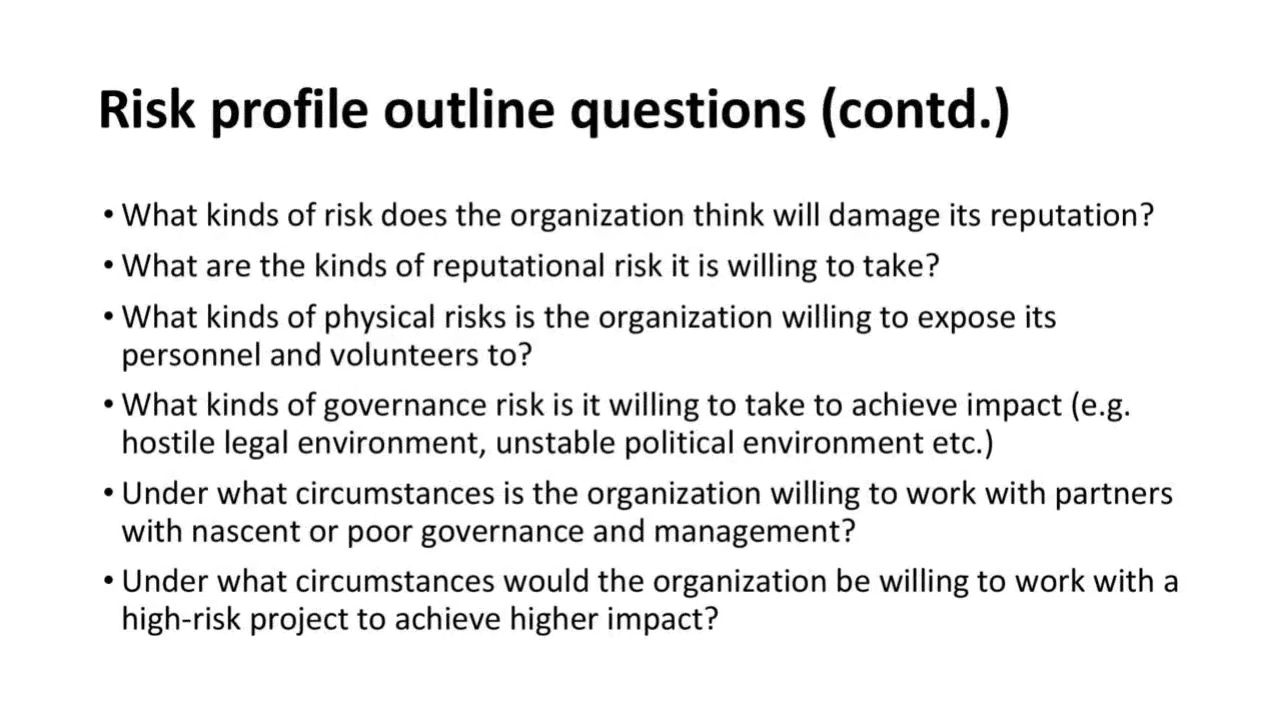 Risk profile outline questions (contd.)
• What kinds of risk does the organization think will damage its reputation?
• What are the kinds of reputational risk it is willing to take?
• What kinds of physical risks is the organization willing to expose its
personnel and volunteers to?
• What kinds of governance risk is it willing to take to achieve impact (e.g.
hostile legal environment, unstable political environment etc.)
• Under what circumstances is the organization willing to work with partners
with nascent or poor governance and management?
• Under what circumstances would the organization be willing to work with a
high-risk project to achieve higher impact?